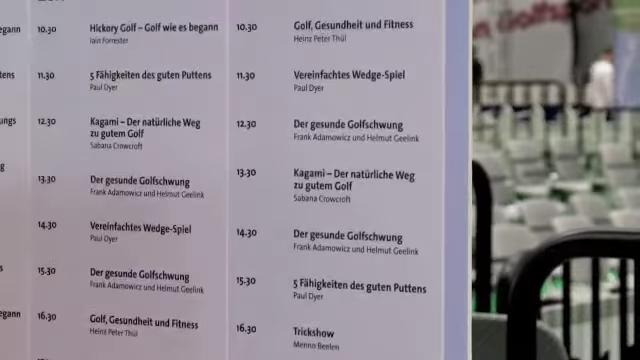 egann
tens
ungs
g
s
egann
10.30
Hickory Golf – Golf wie es begann
Iain Forrester
11.30
5 Fähigkeiten des guten Puttens
Paul Dyer
12.30
Kagami – Der natürliche Weg
zu gutem Golf
Sabana Crowcroft
13.30
Der gesunde Golfschwung
Frank Adamowicz und Helmut Geelink
14.30
Vereinfachtes Wedge-Spiel
Paul Dyer
15.30
Der gesunde Golfschwung
Frank Adamowicz und Helmut Geelink
16.30
Golf, Gesundheit und Fitness
Heinz Peter Thül
10.30
Golf, Gesundheit und Fitness
Heinz Peter Thül
11.30
Vereinfachtes Wedge-Spiel
Paul Dyer
12.30
Der gesunde Golfschwung
Frank Adamowicz und Helmut Geelink
13.30
Kagami – Der natürliche Weg
zu gutem Golf
Sabana Crowcroft
14.30
Der gesunde Golfschwung
Frank Adamowicz und Helmut Geelink
15.30
5 Fähigkeiten des guten Puttens
Paul Dyer
16.30
Trickshow
Menno Beelen